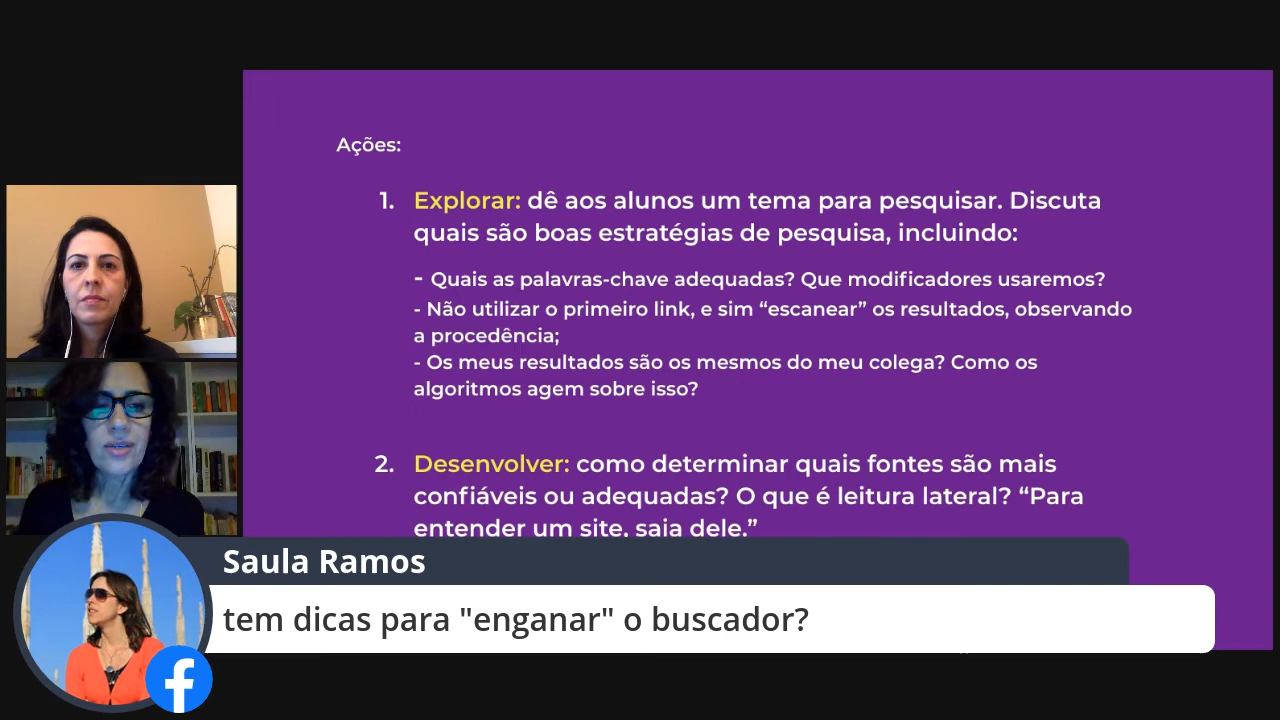 Ações:
1. Explorar: dê aos alunos um tema para pesquisar. Discuta
quais são boas estratégias de pesquisa, incluindo:
- Quais as palavras-chave adequadas? Que modificadores usaremos?
- Não utilizar o primeiro link, e sim “escanear” os resultados, observando
a procedência;
- Os meus resultados são os mesmos do meu colega? Como os
algoritmos agem sobre isso?
2. Desenvolver: como determinar quais fontes são mais
confiáveis ou adequadas? O que é leitura lateral? “Para
entender um site, saia dele.”
Saula Ramos
tem dicas para "enganar" o buscador?